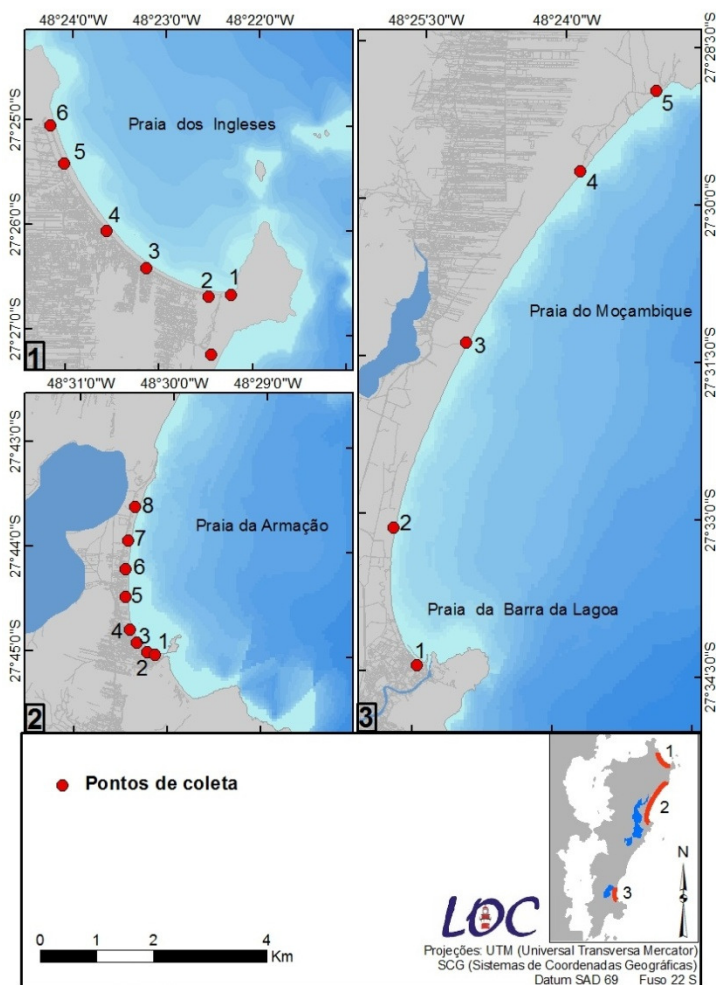 48°24'0"W 48°23'0"W 48°22'0"W
27°25'0"S
27°26'0"S
27°27'0"S
Praia dos Ingleses
6
5
4
3
2
1
1
48°31'0"W 48°30'0"W 48°29'0"W
27°43'0"S
27°44'0"S
27°45'0"S
Praia da Armação
8
7
6
5
4
3
1
2
2
48°25'30"W 48°24'0"W
27°28'30"S
27°30'0"S
27°31'30"S
27°33'0"S
27°34'30"S
5
4
Praia do Moçambique
3
2
Praia da Barra da Lagoa
1
3
Pontos de coleta
0 1 2 4
Km
1
2
3
N
LOC
Projeções: UTM (Universal Transversa Mercator)
SCG (Sistemas de Coordenadas Geográficas)
Datum SAD 69 Fuso 22 S